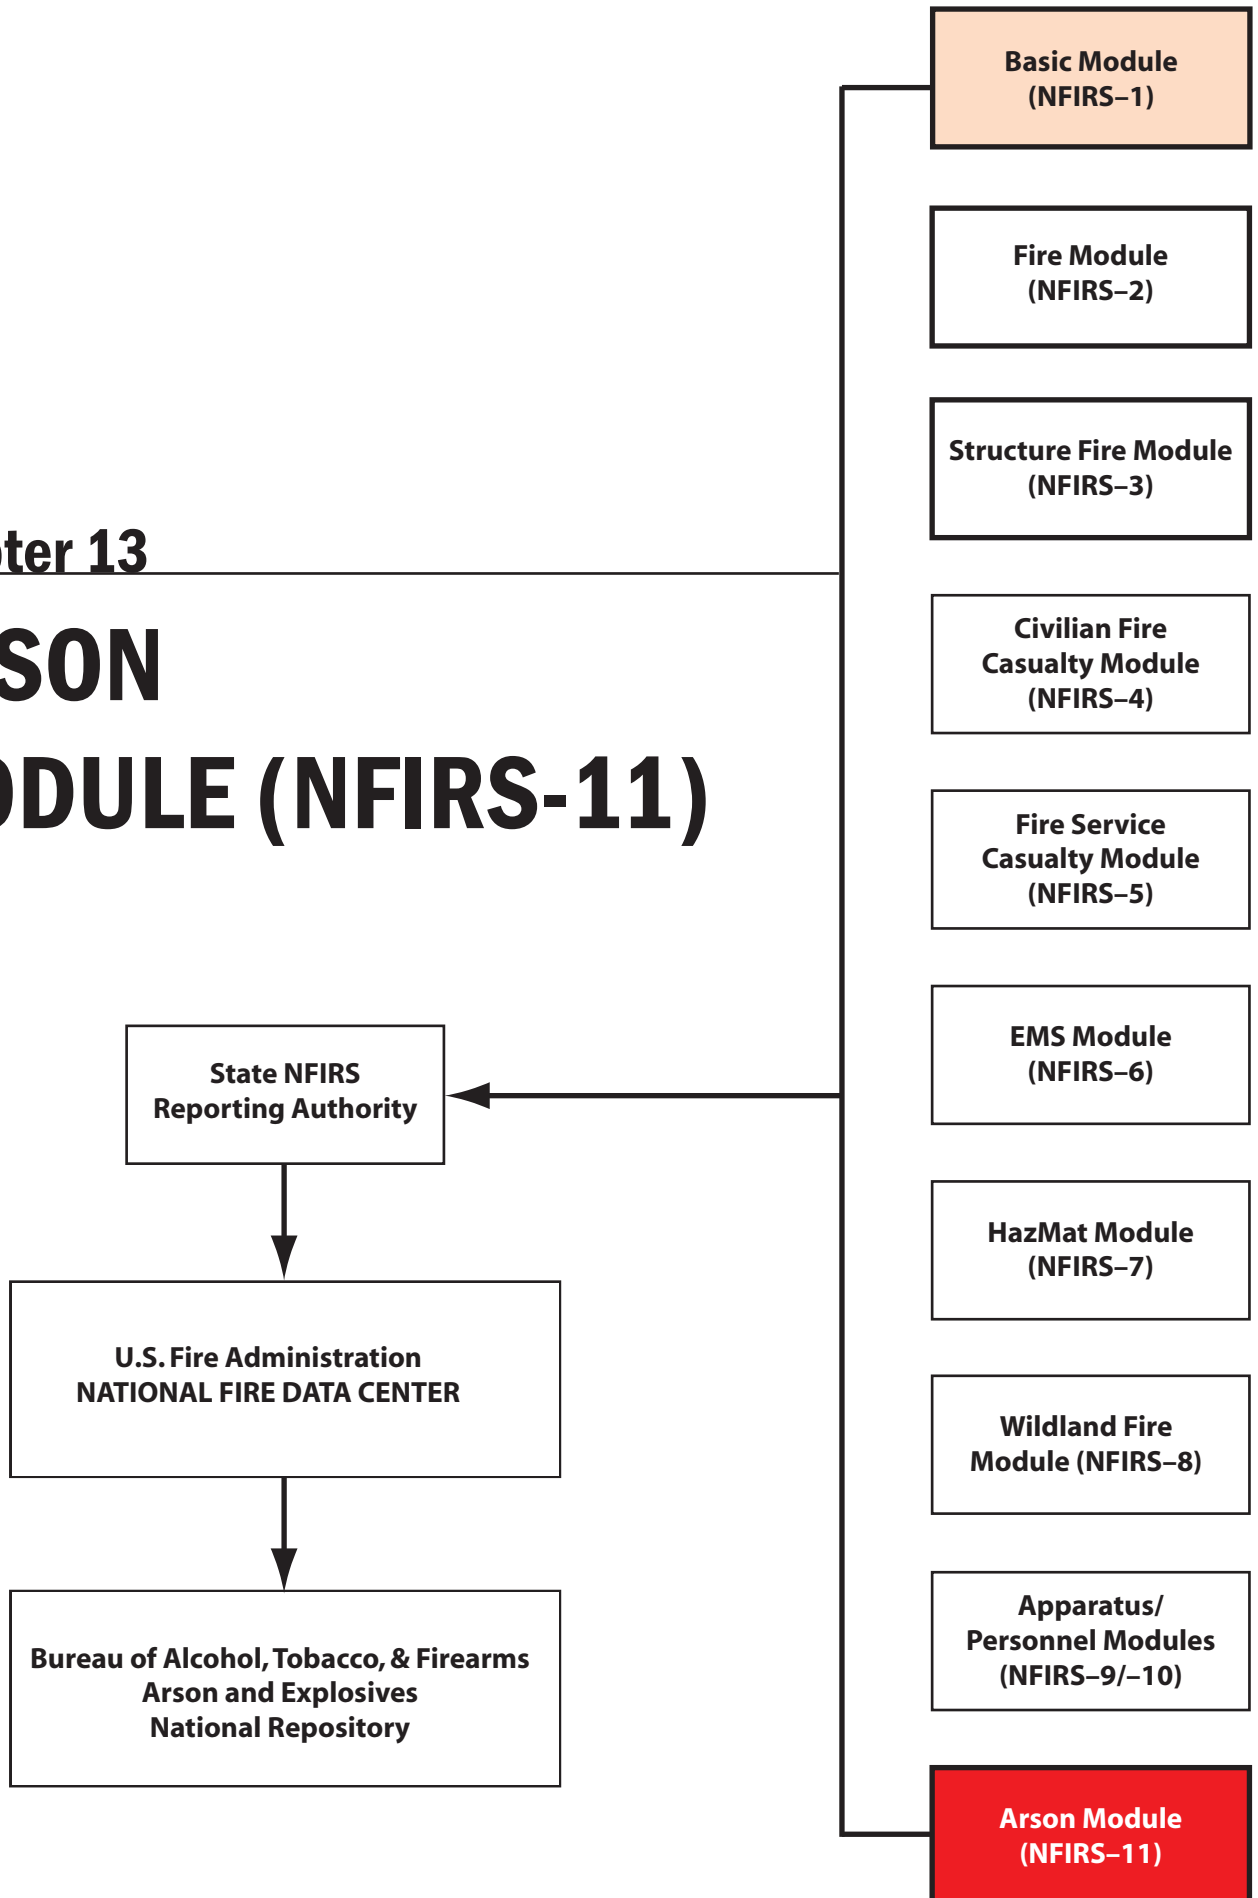 pter 13
SON
ODULE (NFIRS-11)
State NFIRS
Reporting Authority
U.S. Fire Administration
NATIONAL FIRE DATA CENTER
Bureau of Alcohol, Tobacco, & Firearms
Arson and Explosives
National Repository
Basic Module
(NFIRS–1)
Fire Module
(NFIRS–2)
Structure Fire Module
(NFIRS–3)
Civilian Fire
Casualty Module
(NFIRS–4)
Fire Service
Casualty Module
(NFIRS–5)
EMS Module
(NFIRS–6)
HazMat Module
(NFIRS–7)
Wildland Fire
Module (NFIRS–8)
Apparatus/
Personnel Modules
(NFIRS–9/–10)
Arson Module
(NFIRS–11)